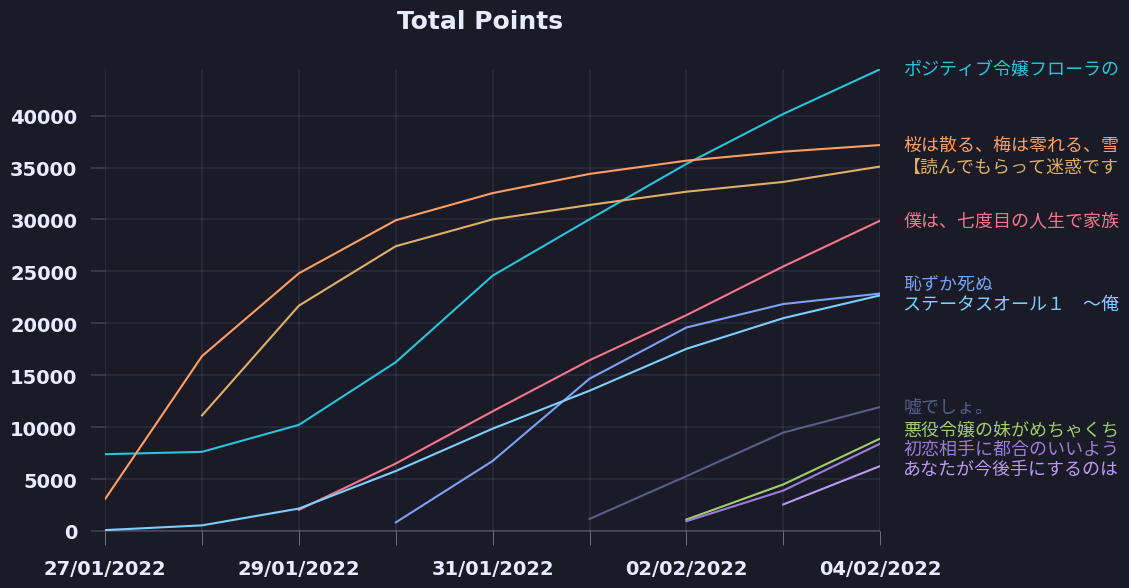 Total Points
ポジティブ令嬢フローラの
40000
桜は散る、梅は零れる、雪
35000
【読んでもらって迷惑です
30000
僕は、七度目の人生で家族
25000
恥ずか死ぬ
ステータスオール１　～俺
20000
15000
嘘でしょ。
10000
悪役令嬢の妹がめちゃくち
初恋相手に都合のいいよう
あなたが今後手にするのは
5000
0
27/01/2022 29/01/2022 31/01/2022 02/02/2022 04/02/2022